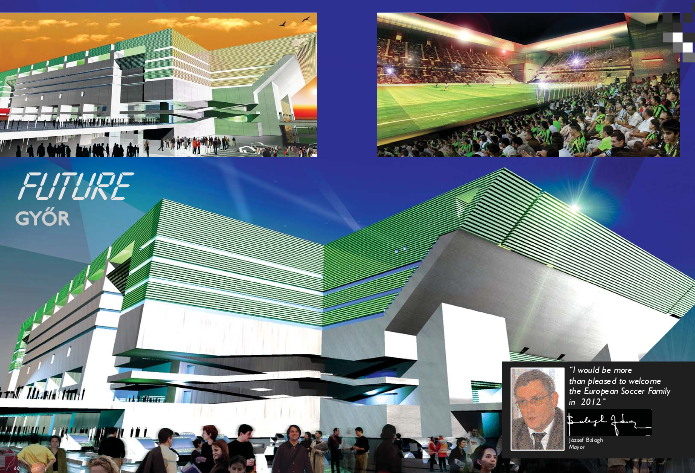 FUTURE
GYŐR
"I would be more
than pleased to welcome
the European Soccer Family
in 2012."
József Balogh
Mayor